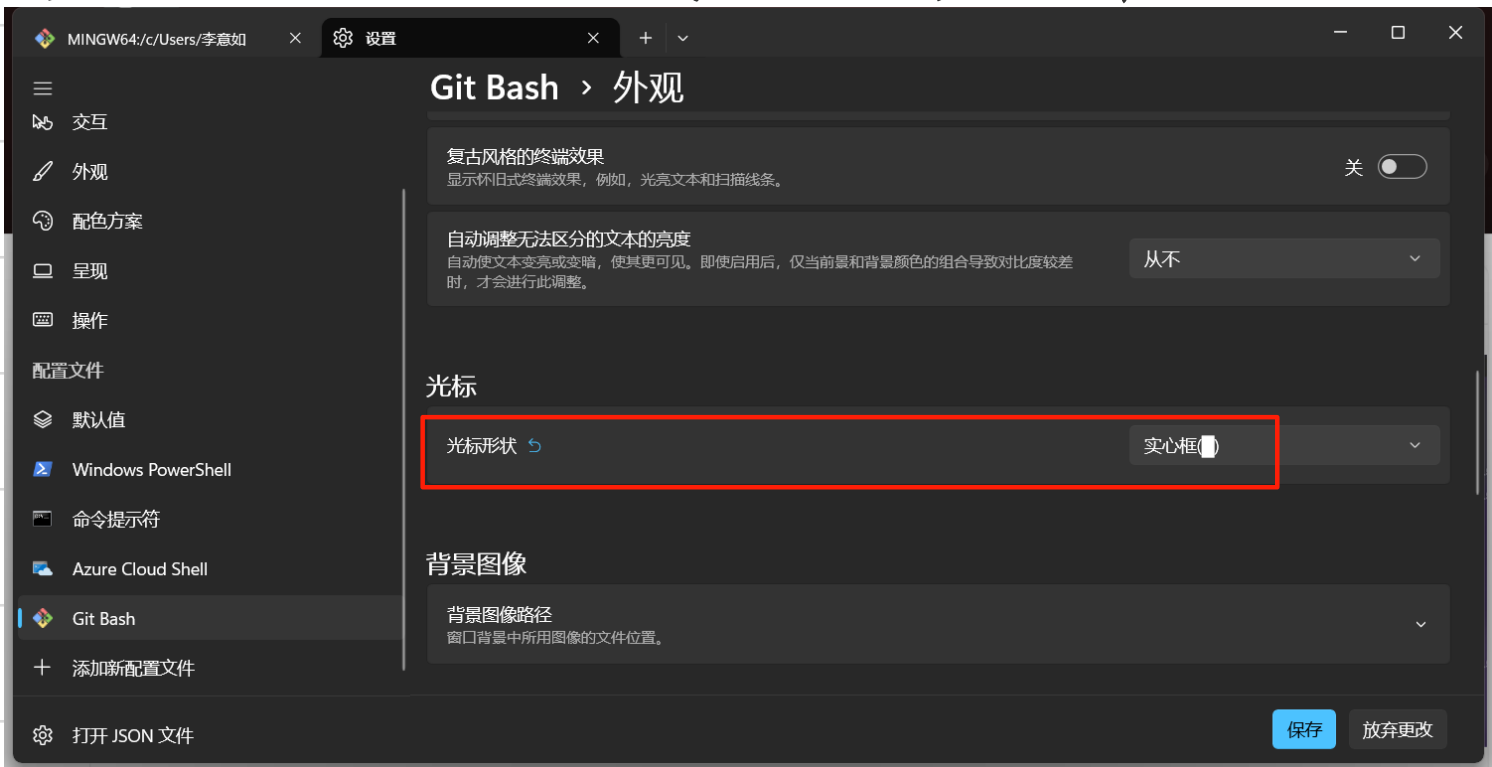 MINGW64:/c/Users/李意如
设置
Git Bash › 外观
交互
外观
配色方案
呈现
操作
配置文件
默认值
Windows PowerShell
命令提示符
Azure Cloud Shell
Git Bash
添加新配置文件
打开 JSON 文件
复古风格的终端效果
显示怀旧式终端效果，例如，光亮文本和扫描线条。
关
自动调整无法区分的文本的亮度
自动使文本变亮或变暗，使其更可见。即使启用后，仅当前景和背景颜色的组合导致对比度较差
时，才会进行此调整。
从不
光标
光标形状
实心框(█)
背景图像
背景图像路径
窗口背景中所用图像的文件位置。
保存
放弃更改